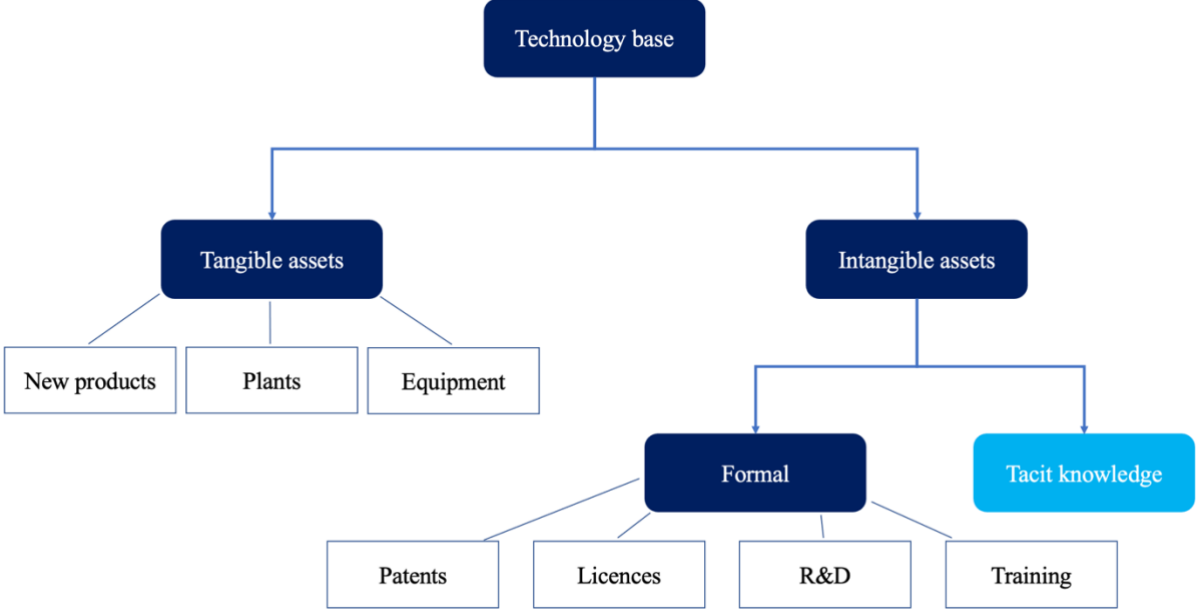 Technology base
Tangible assets
Intangible assets
New products
Plants
Equipment
Formal
Tacit knowledge
Patents
Licences
R&D
Training